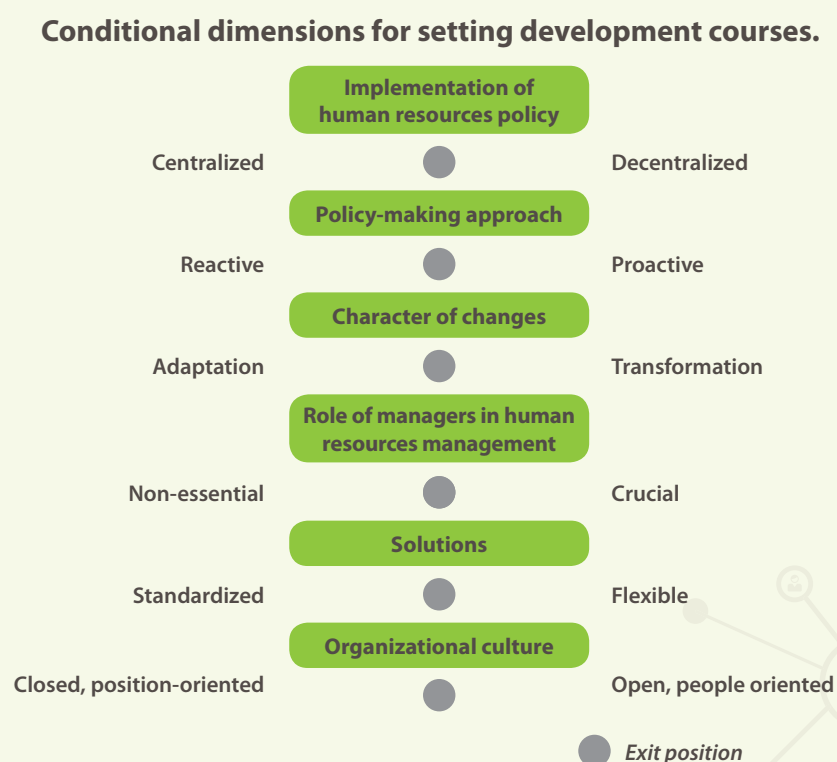 Conditional dimensions for setting development courses.
Implementation of
human resources policy
Centralized
Decentralized
Policy-making approach
Reactive
Proactive
Character of changes
Adaptation
Transformation
Role of managers in human
resources management
Non-essential
Crucial
Solutions
Standardized
Flexible
Organizational culture
Closed, position-oriented
Open, people oriented
Exit position